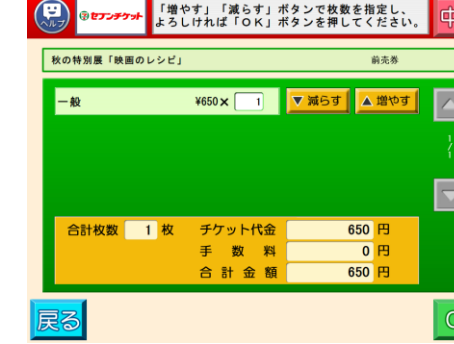 ヘルプ
セブンチケット
「増やす」「減らす」ボタンで枚数を指定し、
よろしければ「OK」ボタンを押してください。
中
秋の特別展「映画のレシピ」 前売券
一般 ¥650× 1 ▼減らす ▲増やす
1/1
合計枚数 1 枚 チケット代金 650 円
手数料 0 円
合計金額 650 円
戻る